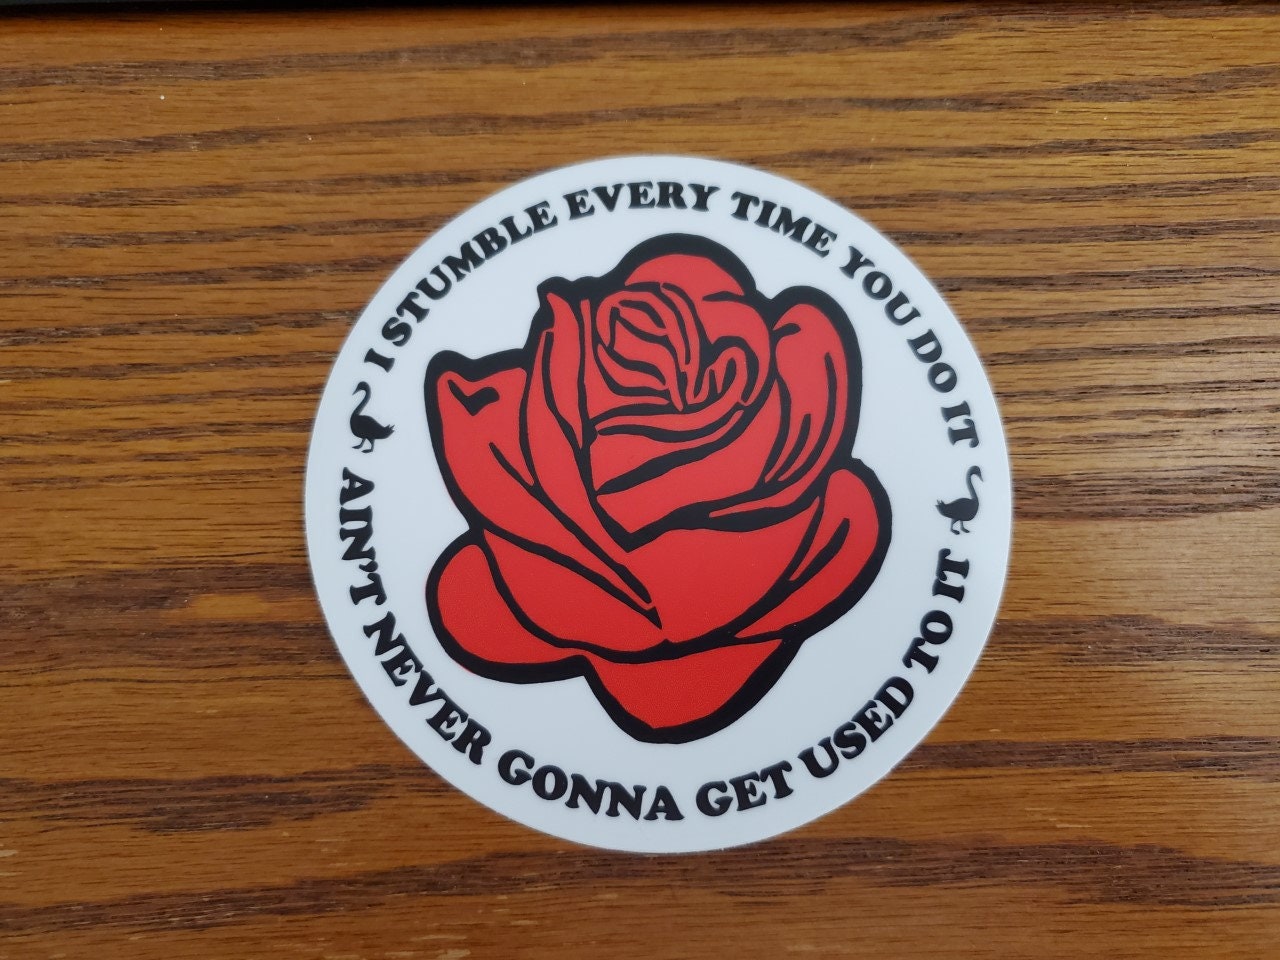 I STUMBLE EVERY TIME YOU DO IT
AIN'T NEVER GONNA GET USED TO IT